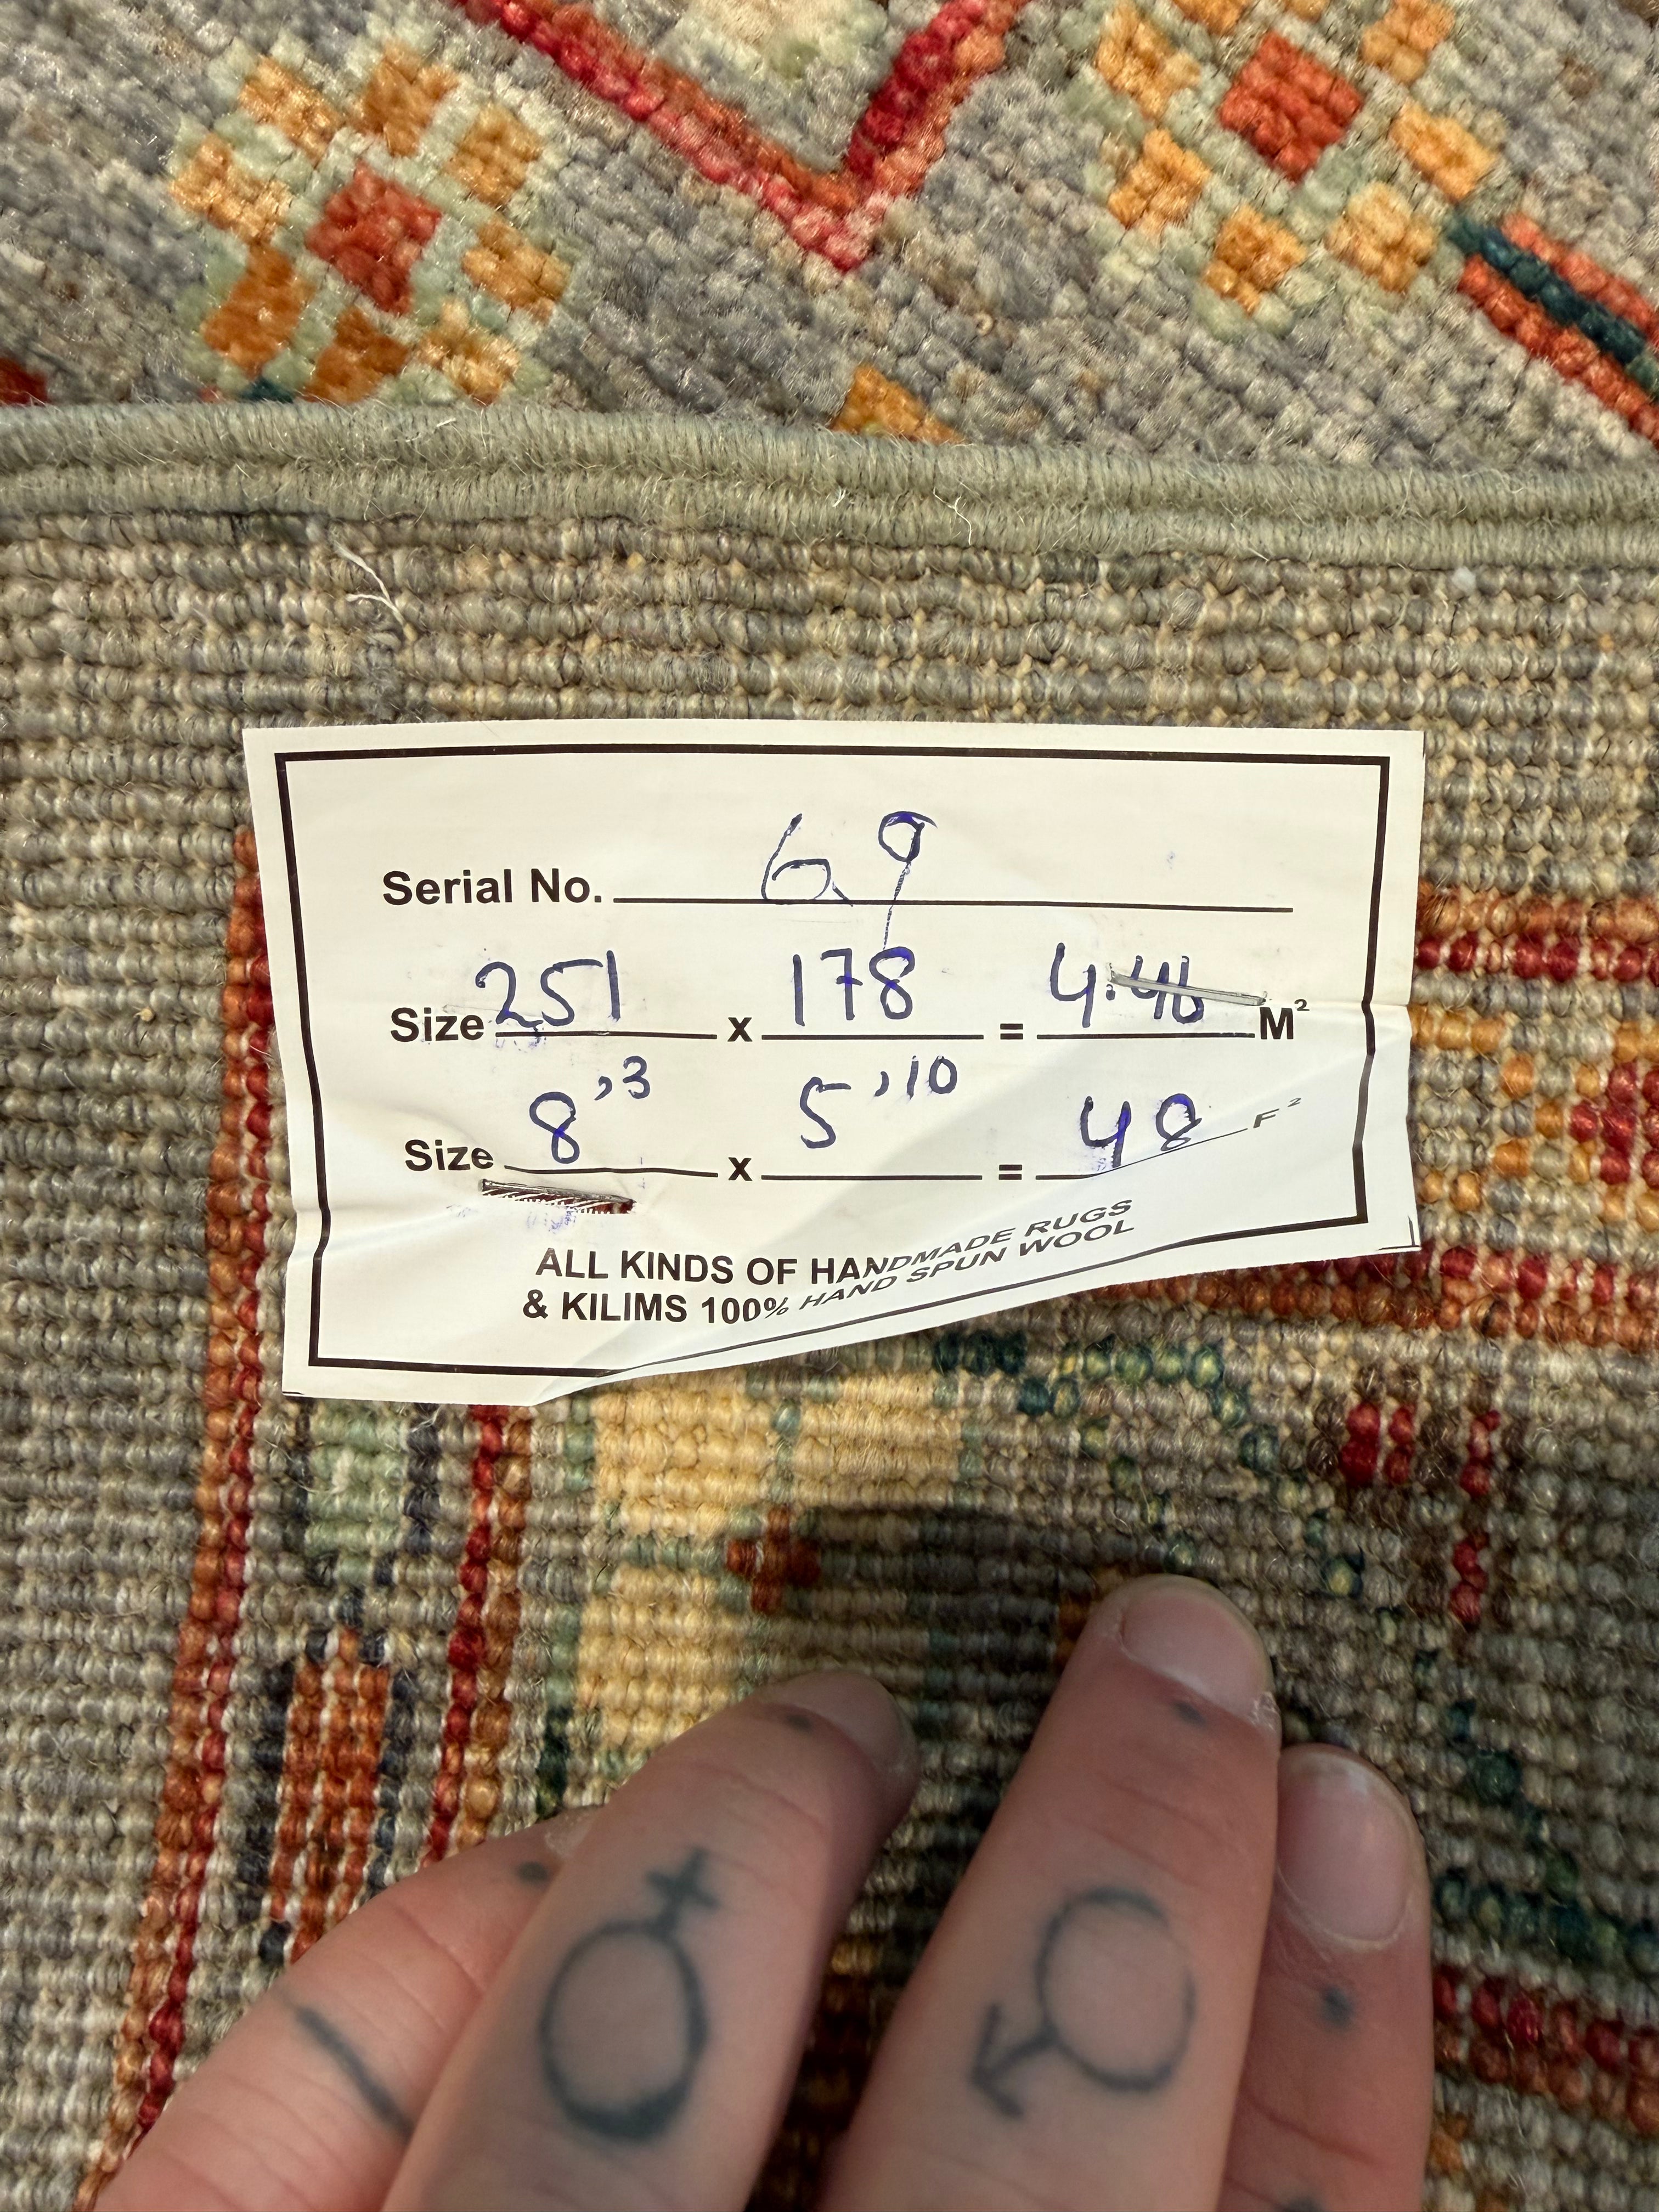 Serial No. 69
Size 251 x 178 = 4.46 M²
Size 8,3 x 5,10 = 48 F²
ALL KINDS OF HANDMADE RUGS
& KILIMS 100% HAND SPUN WOOL